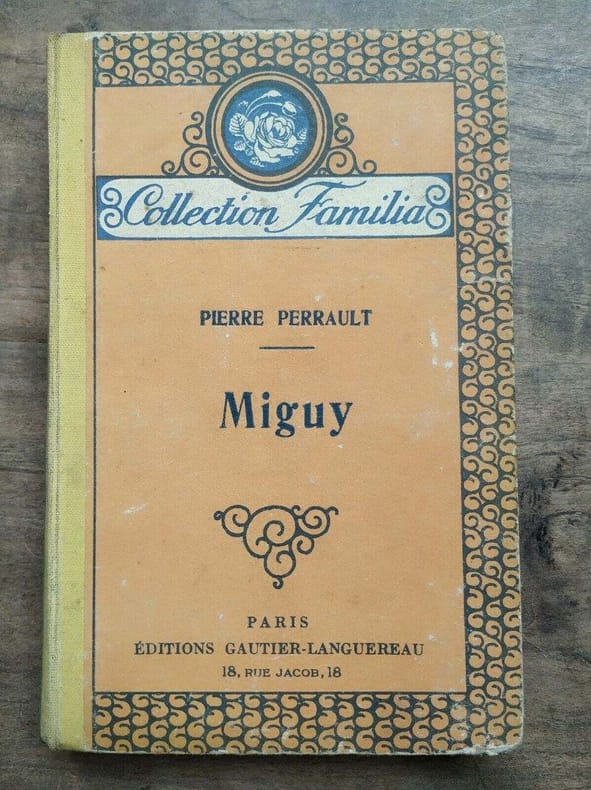 Collection Familia
PIERRE PERRAULT
Miguy
PARIS
ÉDITIONS GAUTIER-LANGUEREAU
18, RUE JACOB, 18